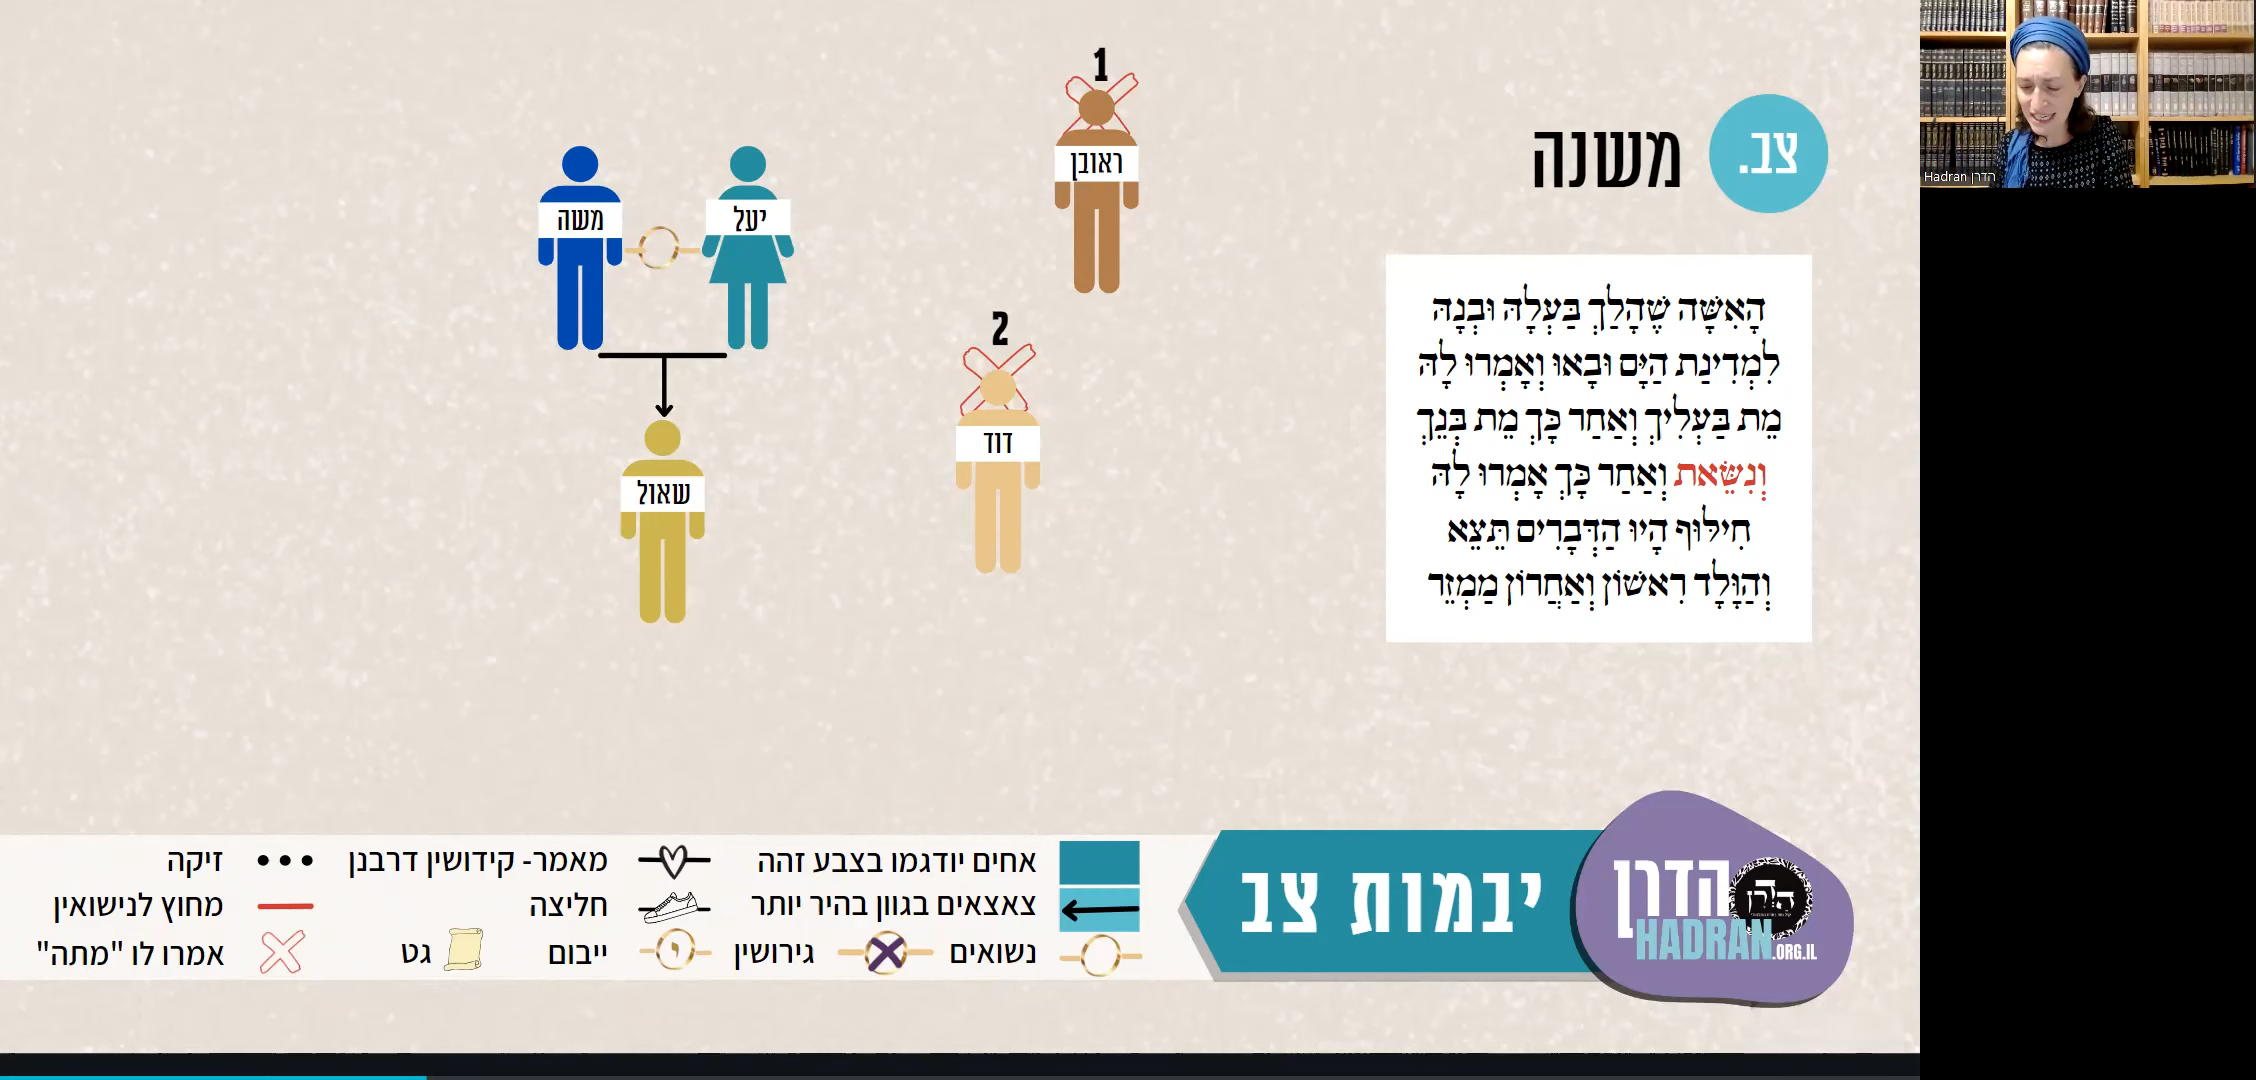 צב.
משנה
1
ראובן
משה
יעל
2
דוד
שאול
הָאִשָּׁה שֶׁהָלַךְ בַּעְלָהּ וּבְנָהּ
לִמְדִינַת הַיָּם וּבָאוּ וְאָמְרוּ לָהּ
מֵת בַּעְלִיךְ וְאַחַר כָּךְ מֵת בְּנֵךְ
וְנִשֵּׂאת וְאַחַר כָּךְ אָמְרוּ לָהּ
חִילּוּף הָיוּ הַדְּבָרִים תֵּצֵא
וְהַוָּלָד רִאשׁוֹן וְאַחֲרוֹן מַמְזֵר
אחים יודגמו בצבע זהה
צאצאים בגוון בהיר יותר
נשואים
גירושין
מאמר- קידושין דרבנן
חליצה
ייבום
גט
זיקה
מחוץ לנישואין
אמרו לו "מתה"
יבמות צב
הדרן
HADRAN.ORG.IL
Hadran הדרן